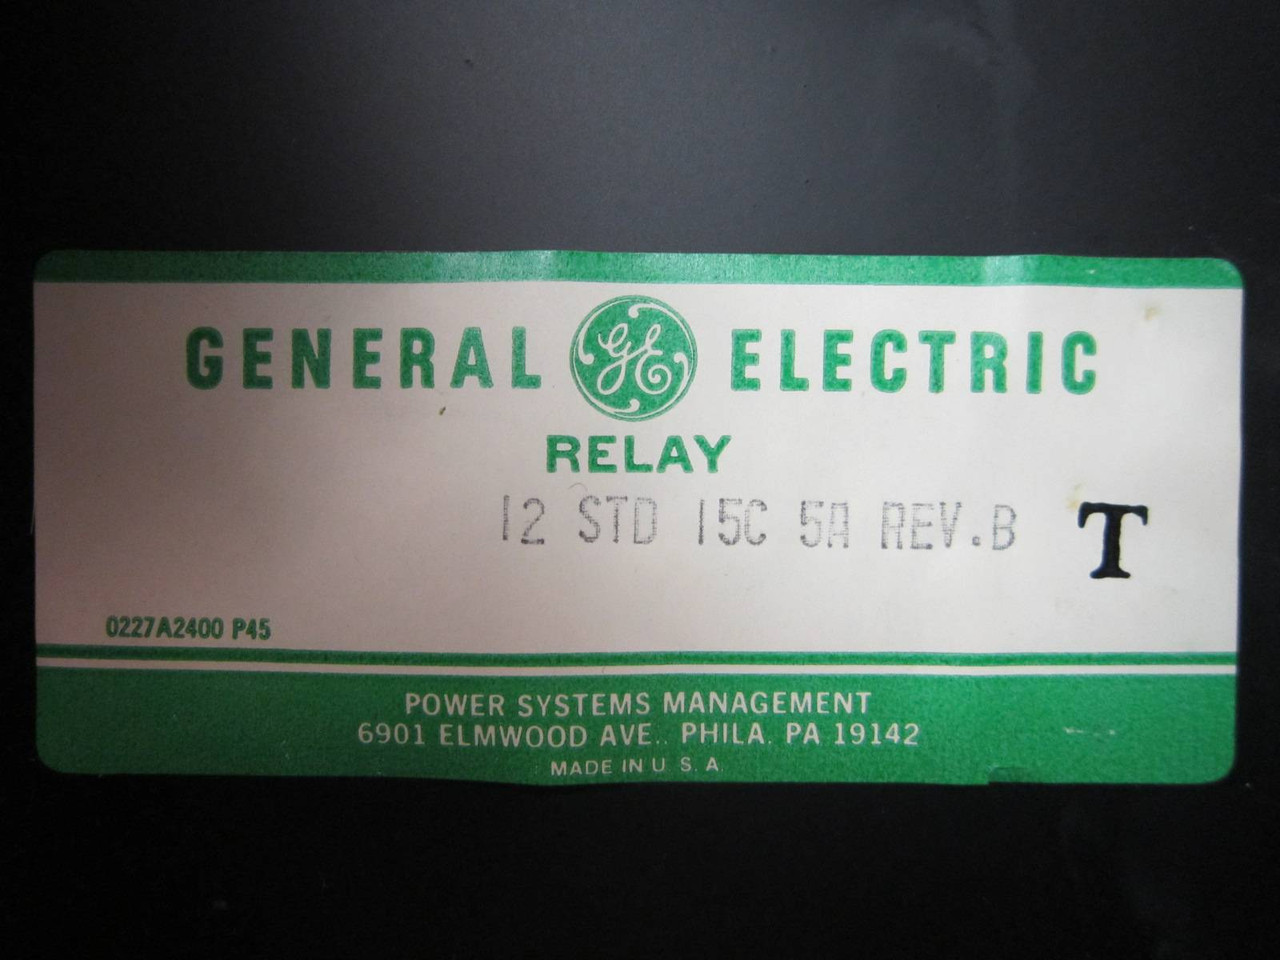 GENERAL GE ELECTRIC
RELAY
12 STD 15C 5A REV.B T
0227A2400 P45
POWER SYSTEMS MANAGEMENT
6901 ELMWOOD AVE.. PHILA. PA 19142
MADE IN U.S.A.